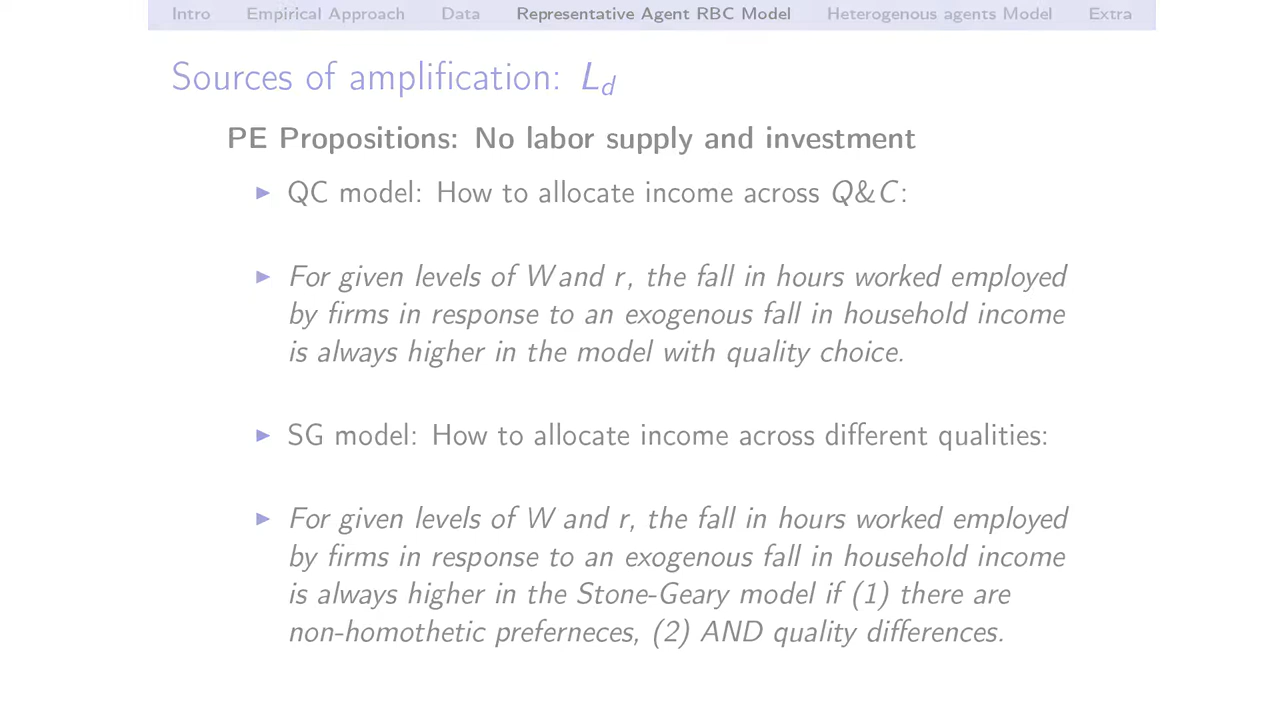 Intro Empirical Approach Data Representative Agent RBC Model Heterogenous agents Model Extra
Sources of amplification: L_d
PE Propositions: No labor supply and investment
▶ QC model: How to allocate income across Q&C:
▶ For given levels of W and r, the fall in hours worked employed
by firms in response to an exogenous fall in household income
is always higher in the model with quality choice.
▶ SG model: How to allocate income across different qualities:
▶ For given levels of W and r, the fall in hours worked employed
by firms in response to an exogenous fall in household income
is always higher in the Stone-Geary model if (1) there are
non-homothetic preferneces, (2) AND quality differences.